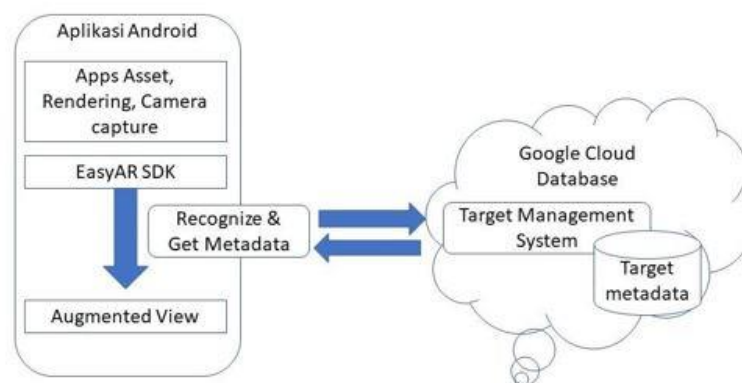 Aplikasi Android
Apps Asset,
Rendering, Camera
capture
EasyAR SDK
Recognize &
Get Metadata
Augmented View
Google Cloud
Database
Target Management
System
Target
metadata